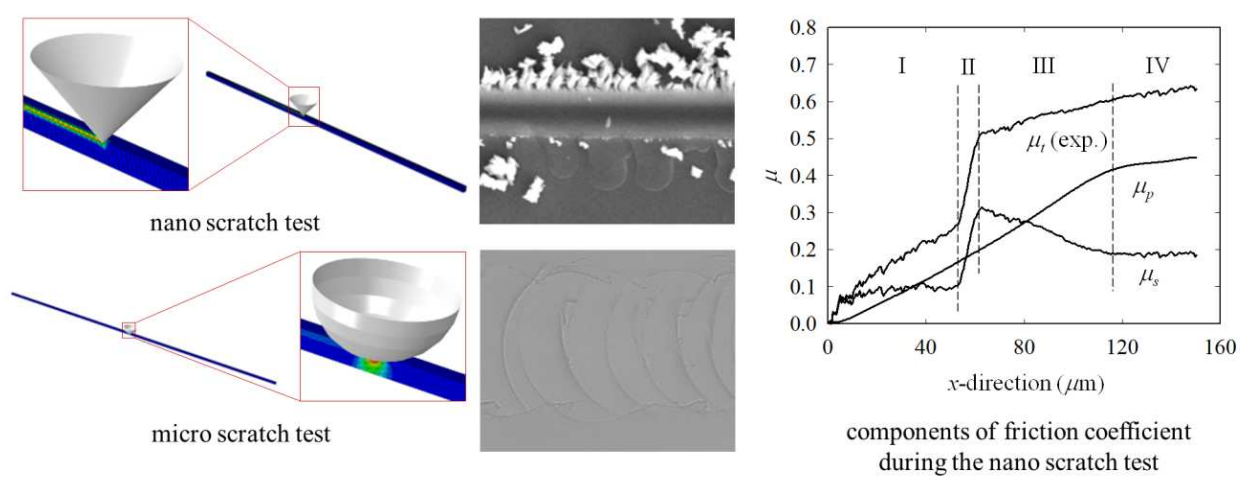 nano scratch test
micro scratch test
0.8
0.7
0.6
0.5
0.4
0.3
0.2
0.1
0.0
μ
I II III IV
μt (exp.)
μp
μs
0 40 80 120 160
x-direction (μm)
components of friction coefficient
during the nano scratch test